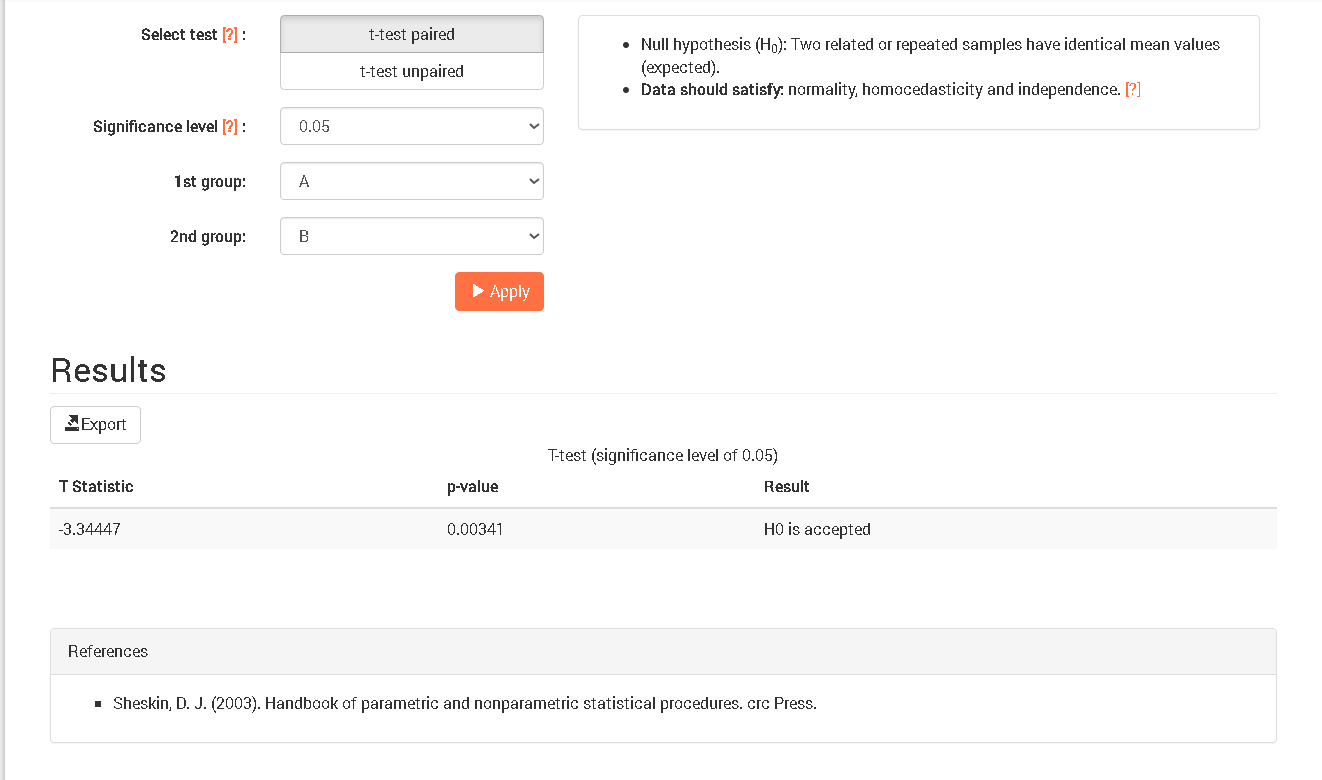 Select test [?] :
t-test paired
t-test unpaired
Significance level [?] :
0.05
1st group:
A
2nd group:
B
Apply
Null hypothesis (H₀): Two related or repeated samples have identical mean values
(expected).
Data should satisfy: normality, homocedasticity and independence. [?]
Results
Export
T-test (significance level of 0.05)
T Statistic p-value Result
-3.34447 0.00341 H0 is accepted
References
Sheskin, D. J. (2003). Handbook of parametric and nonparametric statistical procedures. crc Press.